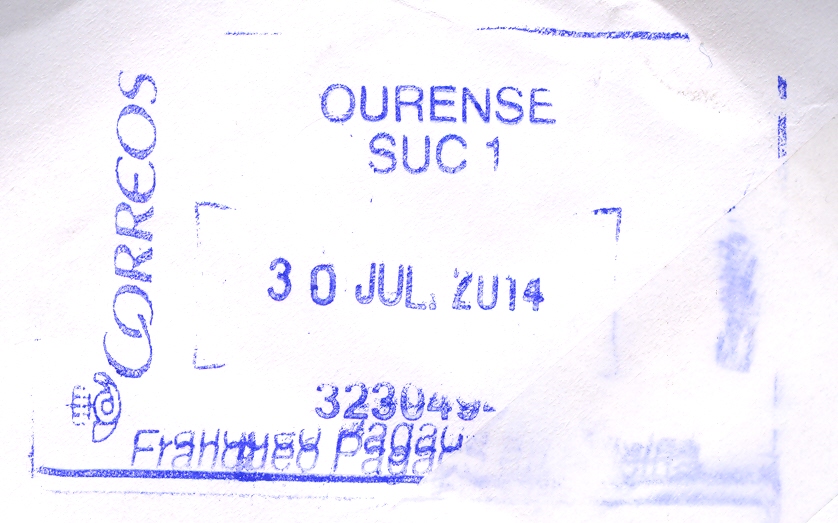 OURENSE
SUC 1
CORREOS
30 JUL. 2014
Franqueo Pagado